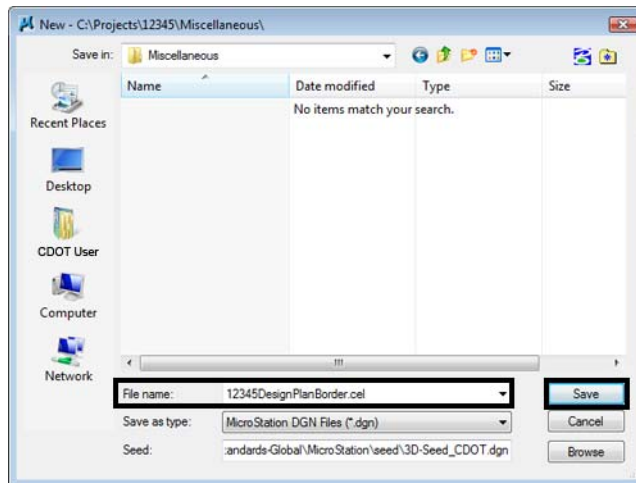 New - C:\Projects\12345\Miscellaneous\
Save in: Miscellaneous
Name Date modified Type Size
No items match your search.
Recent Places
Desktop
CDOT User
Computer
Network
File name: 12345DesignPlanBorder.cel Save
Save as type: MicroStation DGN Files (*.dgn) Cancel
Seed: :andards-Global\MicroStation\seed\3D-Seed_CDOT.dgn Browse